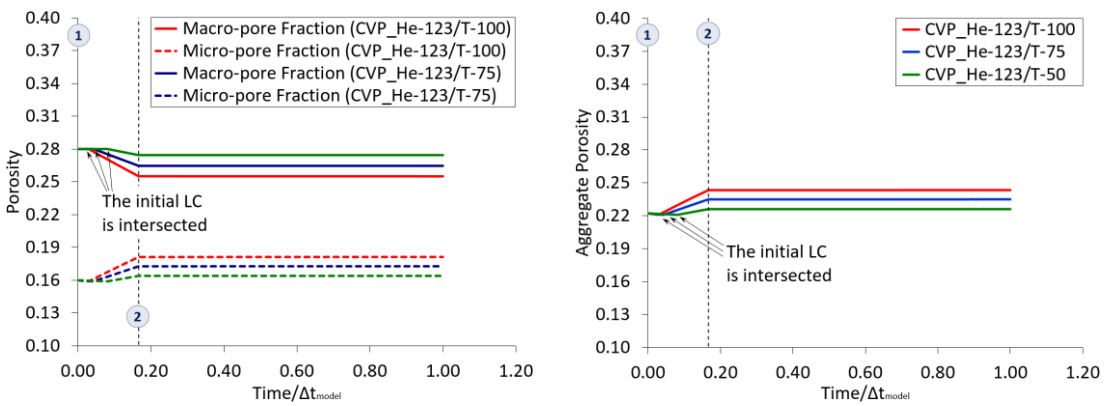 0.40
0.37
0.34
0.31
0.28
0.25
0.22
0.19
0.16
0.13
0.10
Porosity
1
Macro-pore Fraction (CVP_He-123/T-100)
Micro-pore Fraction (CVP_He-123/T-100)
Macro-pore Fraction (CVP_He-123/T-75)
Micro-pore Fraction (CVP_He-123/T-75)
The initial LC
is intersected
2
0.00 0.20 0.40 0.60 0.80 1.00 1.20
Time/Δtmodel
0.40
0.37
0.34
0.31
0.28
0.25
0.22
0.19
0.16
0.13
0.10
Aggregate Porosity
1
2
CVP_He-123/T-100
CVP_He-123/T-75
CVP_He-123/T-50
The initial LC
is intersected
0.00 0.20 0.40 0.60 0.80 1.00 1.20
Time/Δtmodel